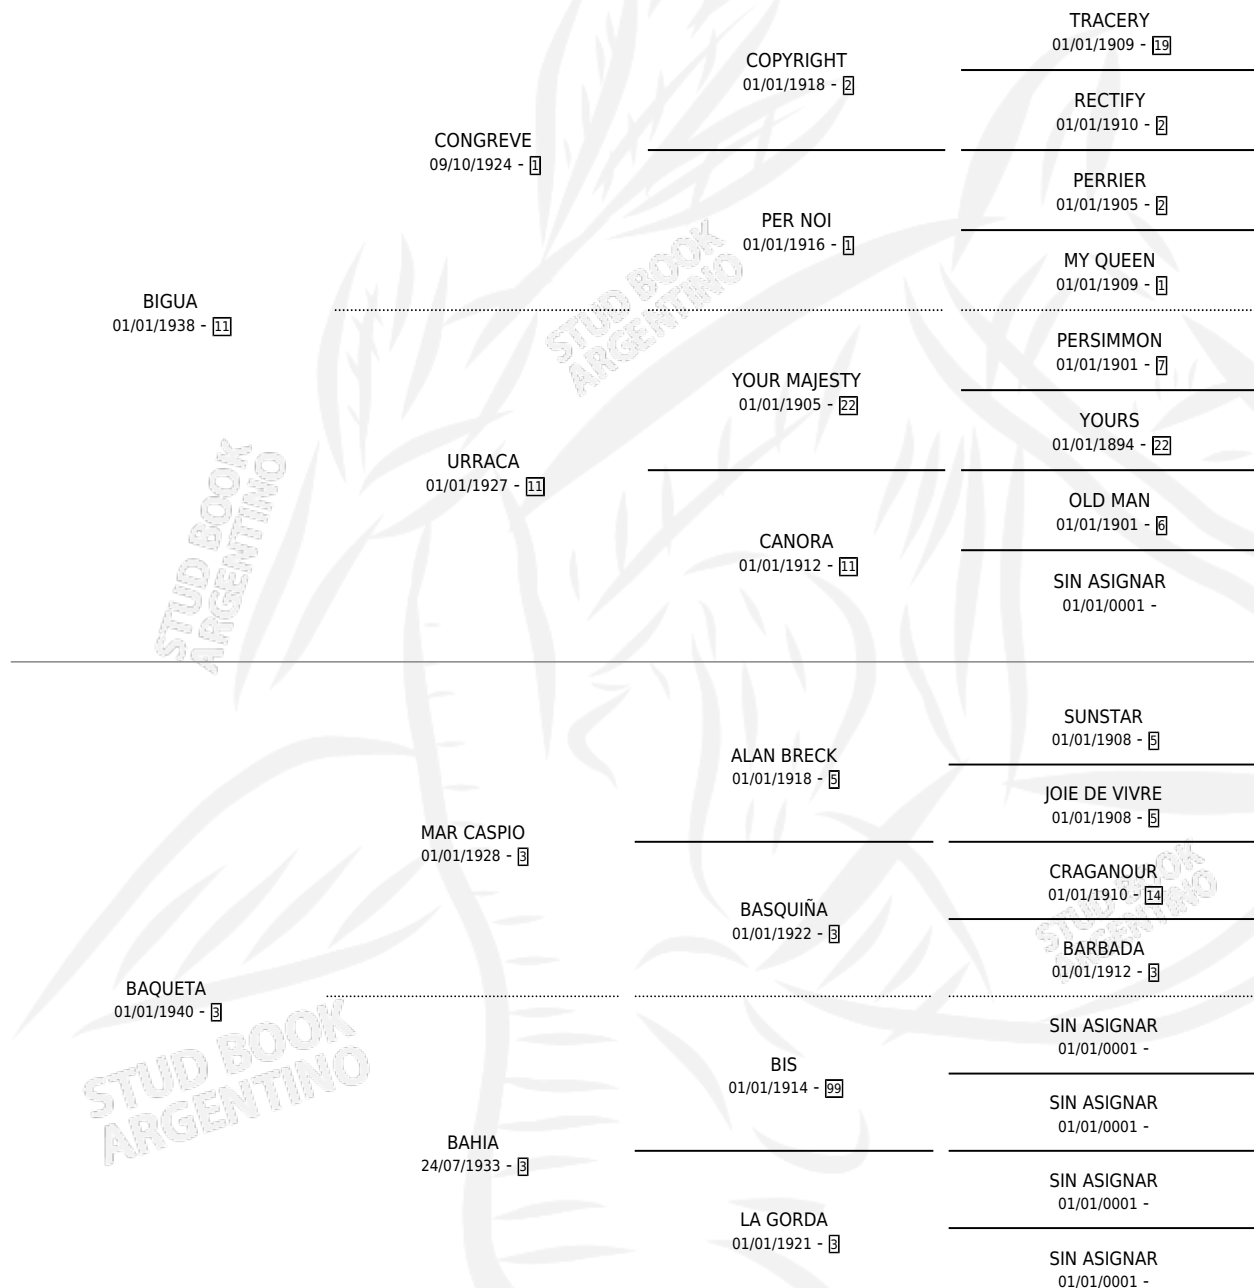 TRACERY
01/01/1909 - 19
COPYRIGHT
01/01/1918 - 2
RECTIFY
01/01/1910 - 2
CONGREVE
09/10/1924 - 1
PERRIER
01/01/1905 - 2
PER NOI
01/01/1916 - 1
MY QUEEN
01/01/1909 - 1
BIGUA
01/01/1938 - 11
PERSIMMON
01/01/1901 - 7
YOUR MAJESTY
01/01/1905 - 22
YOURS
01/01/1894 - 22
URRACA
01/01/1927 - 11
OLD MAN
01/01/1901 - 6
CANORA
01/01/1912 - 11
SIN ASIGNAR
01/01/0001 -
STUD BOOK
ARGENTINO
STUD BOOK
ARGENTINO
SUNSTAR
01/01/1908 - 5
ALAN BRECK
01/01/1918 - 5
JOIE DE VIVRE
01/01/1908 - 5
MAR CASPIO
01/01/1928 - 3
CRAGANOUR
01/01/1910 - 14
BASQUIÑA
01/01/1922 - 3
BARBADA
01/01/1912 - 3
BAQUETA
01/01/1940 - 3
SIN ASIGNAR
01/01/0001 -
BIS
01/01/1914 - 99
SIN ASIGNAR
01/01/0001 -
BAHIA
24/07/1933 - 3
SIN ASIGNAR
01/01/0001 -
LA GORDA
01/01/1921 - 3
SIN ASIGNAR
01/01/0001 -
STUD BOOK
ARGENTINO
STUD BOOK
ARGENTINO